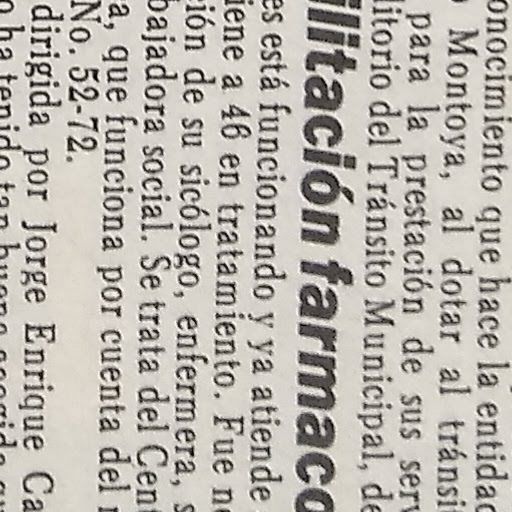 onocimiento que hace la entidad
Montoya, al dotar al tránsi
para la prestación de sus serv
litorio del Tránsito Municipal, de
ilitación farmaco
es está funcionando y ya atiende
iene a 46 en tratamiento. Fue ne
ión de su sicólogo, enfermera, s
bajadora social. Se trata del Cent
a, que funciona por cuenta del
No. 52-72.
dirigida por Jorge Enrique Ca
ha tenido tan buena acogida